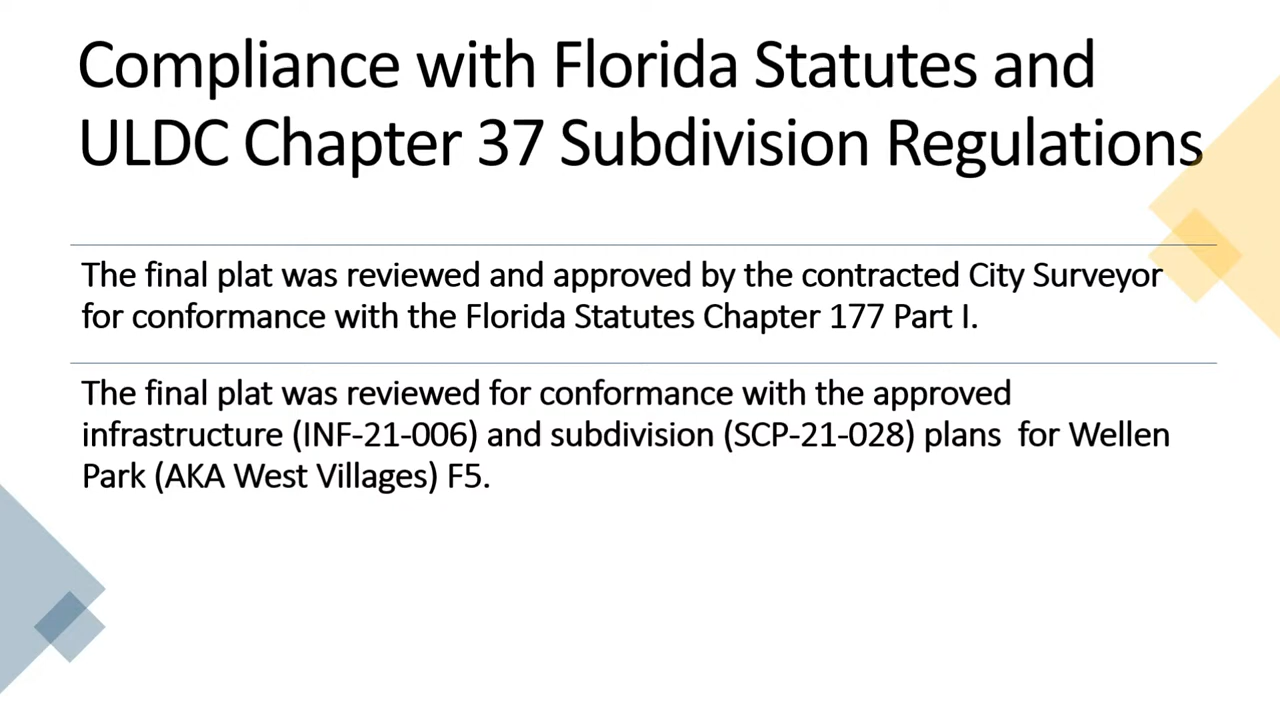 Compliance with Florida Statutes and
ULDC Chapter 37 Subdivision Regulations
The final plat was reviewed and approved by the contracted City Surveyor
for conformance with the Florida Statutes Chapter 177 Part I.
The final plat was reviewed for conformance with the approved
infrastructure (INF-21-006) and subdivision (SCP-21-028) plans  for Wellen
Park (AKA West Villages) F5.